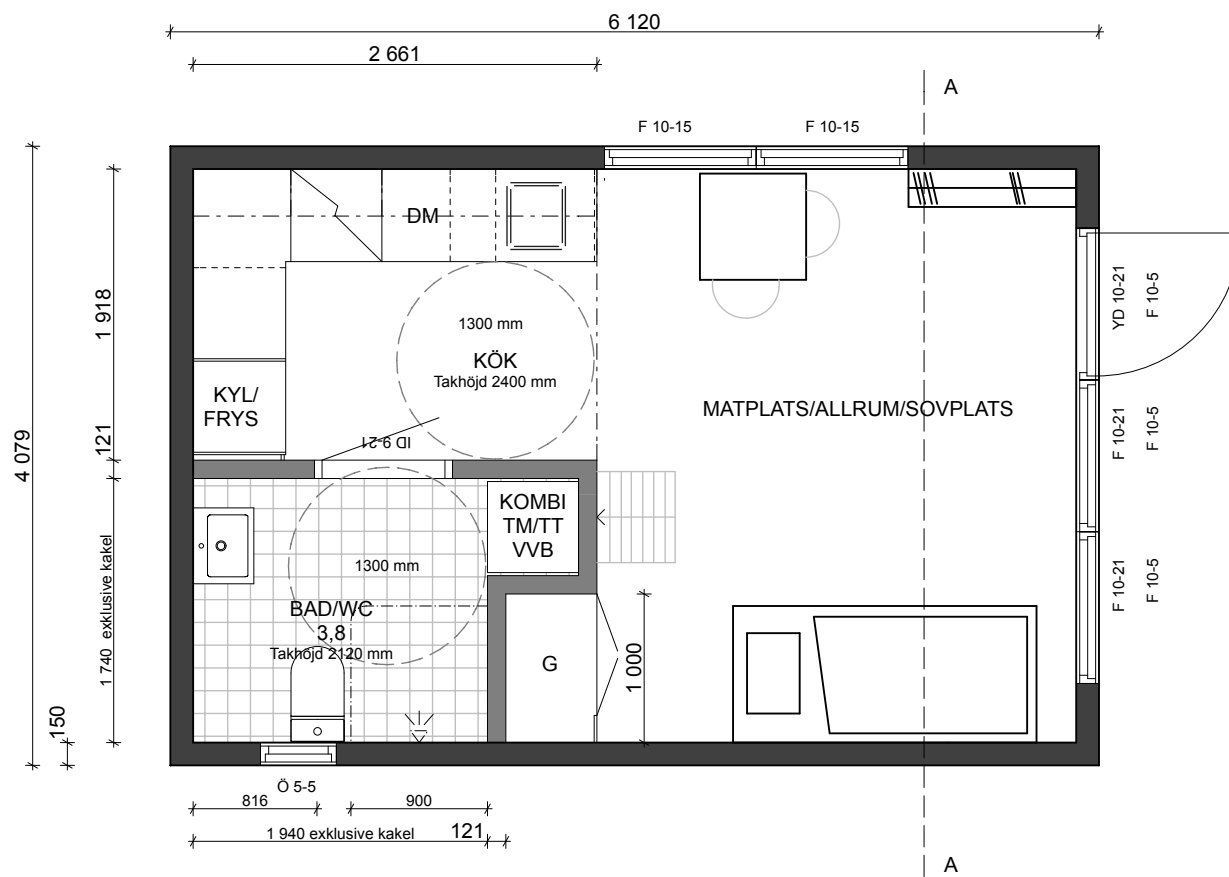 6 120
2 661
A
F 10-15
F 10-15
DM
1 918
YD 10-21
F 10-5
1300 mm
KÖK
Takhöjd 2400 mm
KYL/
FRYS
MATPLATS/ALLRUM/SOVPLATS
F 10-21
F 10-5
ID 9-21
121
4 079
KOMBI
TM/TT
VVB
1300 mm
1 740 exklusive kakel
BAD/WC
3,8
Takhöjd 2120 mm
G
1 000
F 10-21
F 10-5
150
Ö 5-5
816
900
1 940 exklusive kakel
121
A